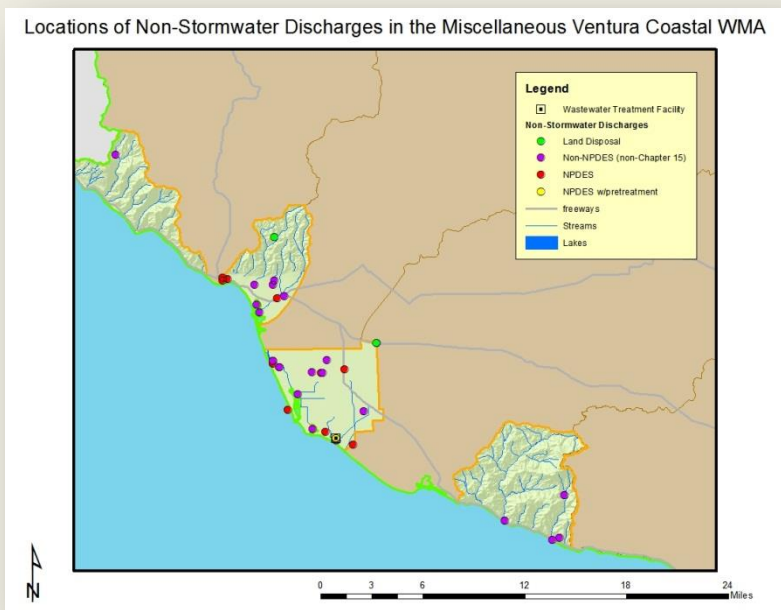 Locations of Non-Stormwater Discharges in the Miscellaneous Ventura Coastal WMA
Legend
Wastewater Treatment Facility
Non-Stormwater Discharges
Land Disposal
Non-NPDES (non-Chapter 15)
NPDES
NPDES w/pretreatment
freeways
Streams
Lakes
N
0 3 6 12 18 24
Miles